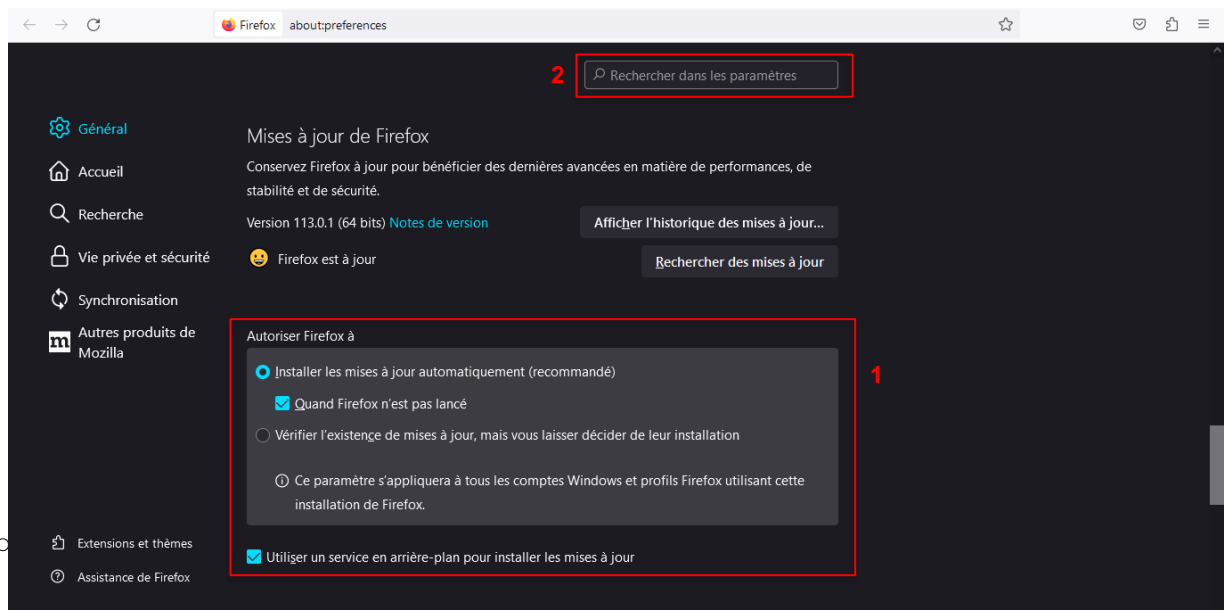 Firefox about:preferences
2
Rechercher dans les paramètres
Général
Accueil
Recherche
Vie privée et sécurité
Synchronisation
Autres produits de
Mozilla
Extensions et thèmes
Assistance de Firefox
Mises à jour de Firefox
Conservez Firefox à jour pour bénéficier des dernières avancées en matière de performances, de
stabilité et de sécurité.
Version 113.0.1 (64 bits) Notes de version
Afficher l'historique des mises à jour...
Firefox est à jour
Rechercher des mises à jour
Autoriser Firefox à
1
Installer les mises à jour automatiquement (recommandé)
Quand Firefox n'est pas lancé
Vérifier l'existence de mises à jour, mais vous laisser décider de leur installation
Ce paramètre s'appliquera à tous les comptes Windows et profils Firefox utilisant cette
installation de Firefox.
Utiliser un service en arrière-plan pour installer les mises à jour